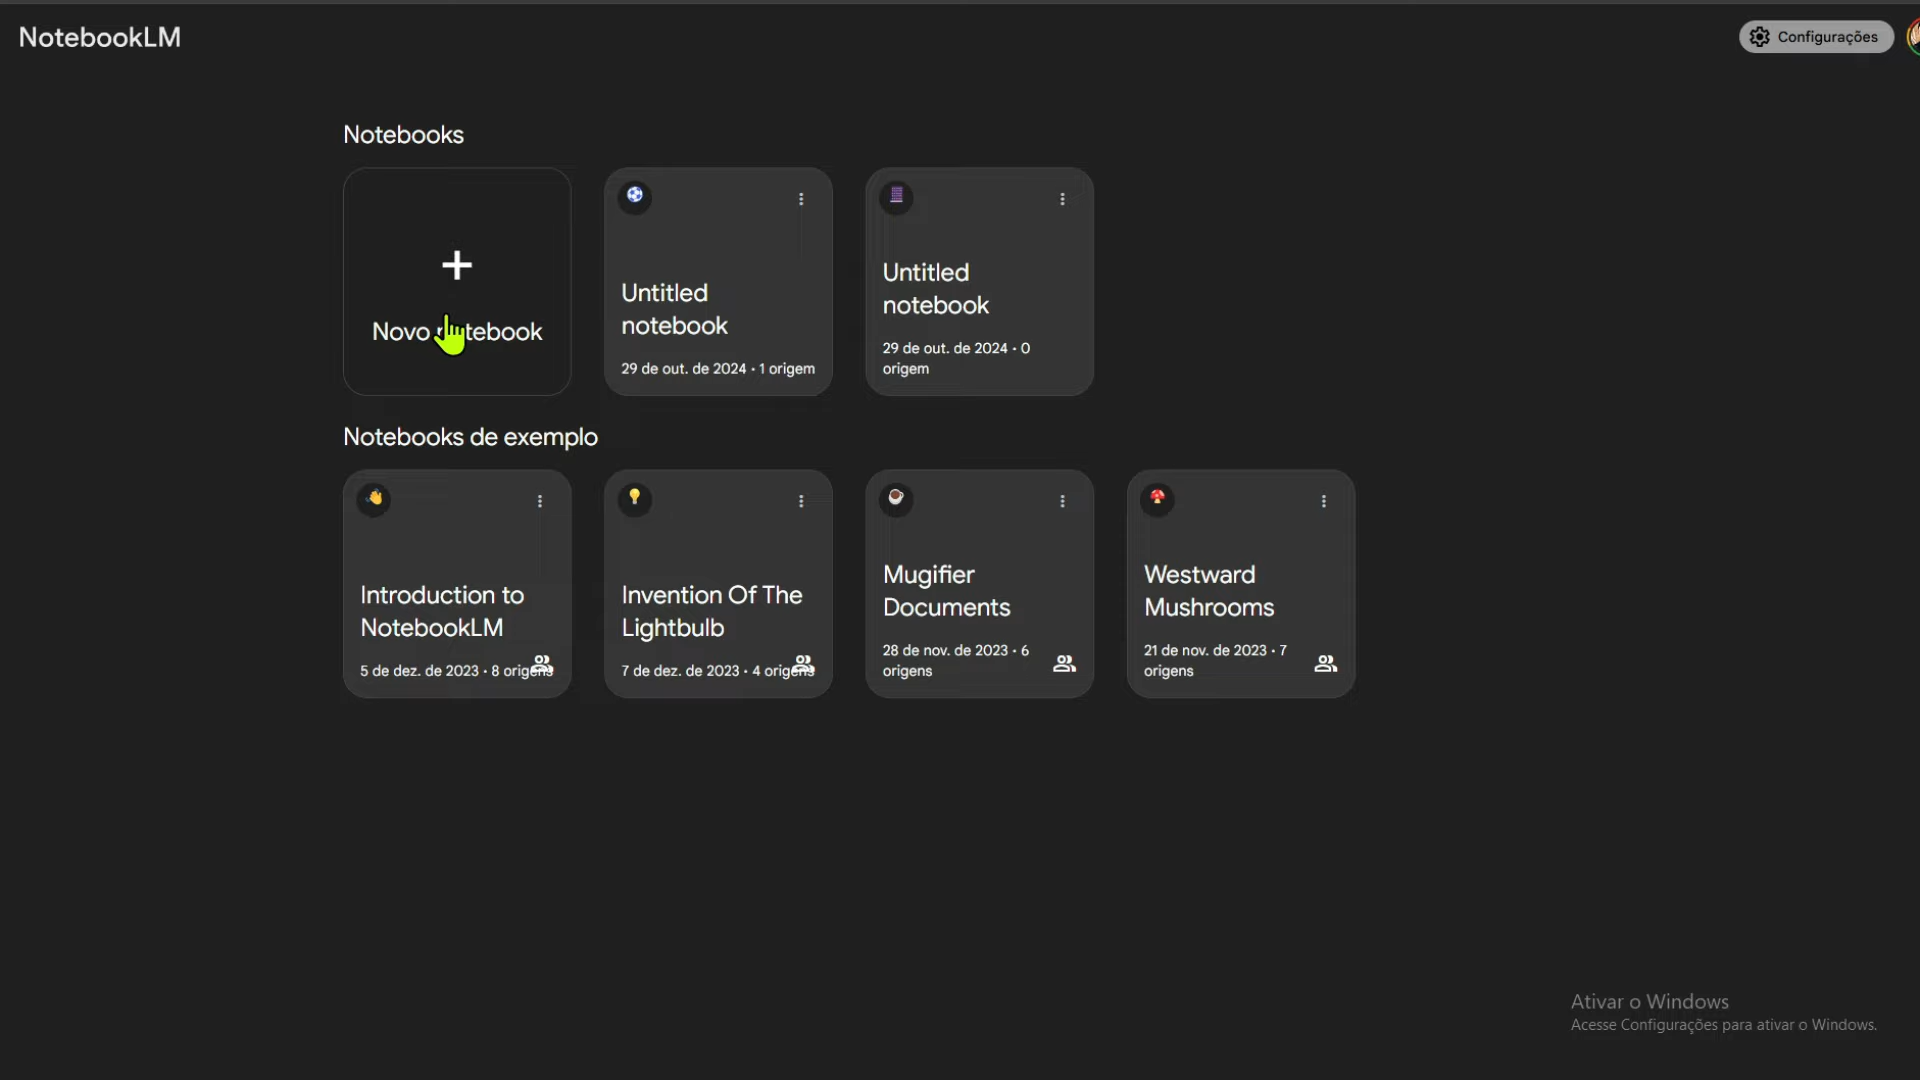 NotebookLM
Configurações
Notebooks
Novo notebook
Untitled
notebook
29 de out. de 2024 • 1 origem
Untitled
notebook
29 de out. de 2024 • 0
origem
Notebooks de exemplo
Introduction to
NotebookLM
5 de dez. de 2023 • 8 origens
Invention Of The
Lightbulb
7 de dez. de 2023 • 4 origens
Mugifier
Documents
28 de nov. de 2023 • 6
origens
Westward
Mushrooms
21 de nov. de 2023 • 7
origens
Ativar o Windows
Acesse Configurações para ativar o Windows.